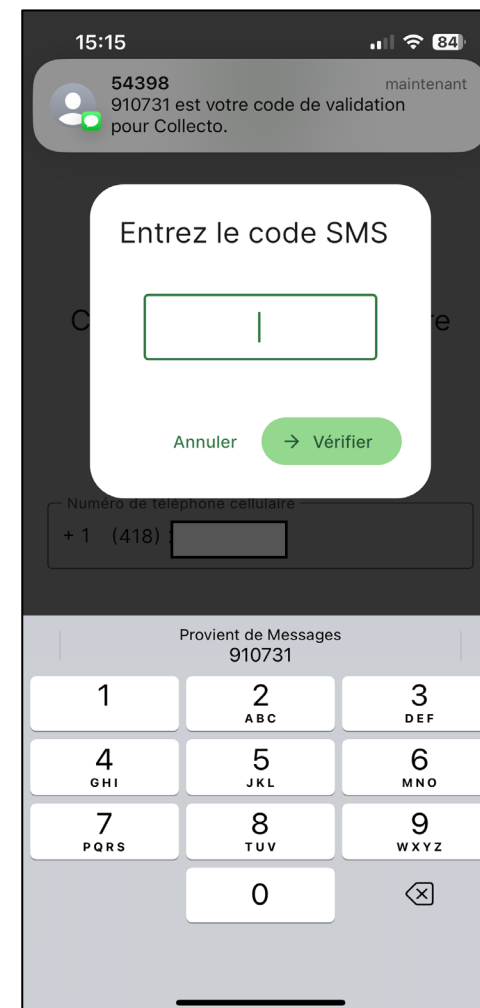 15:15
84
54398
maintenant
910731 est votre code de validation
pour Collecto.
Entrez le code SMS
C
re
Annuler
Vérifier
Numéro de téléphone cellulaire
+ 1 (418)
Provient de Messages
910731
1
2
ABC
3
DEF
4
GHI
5
JKL
6
MNO
7
PQRS
8
TUV
9
WXYZ
0